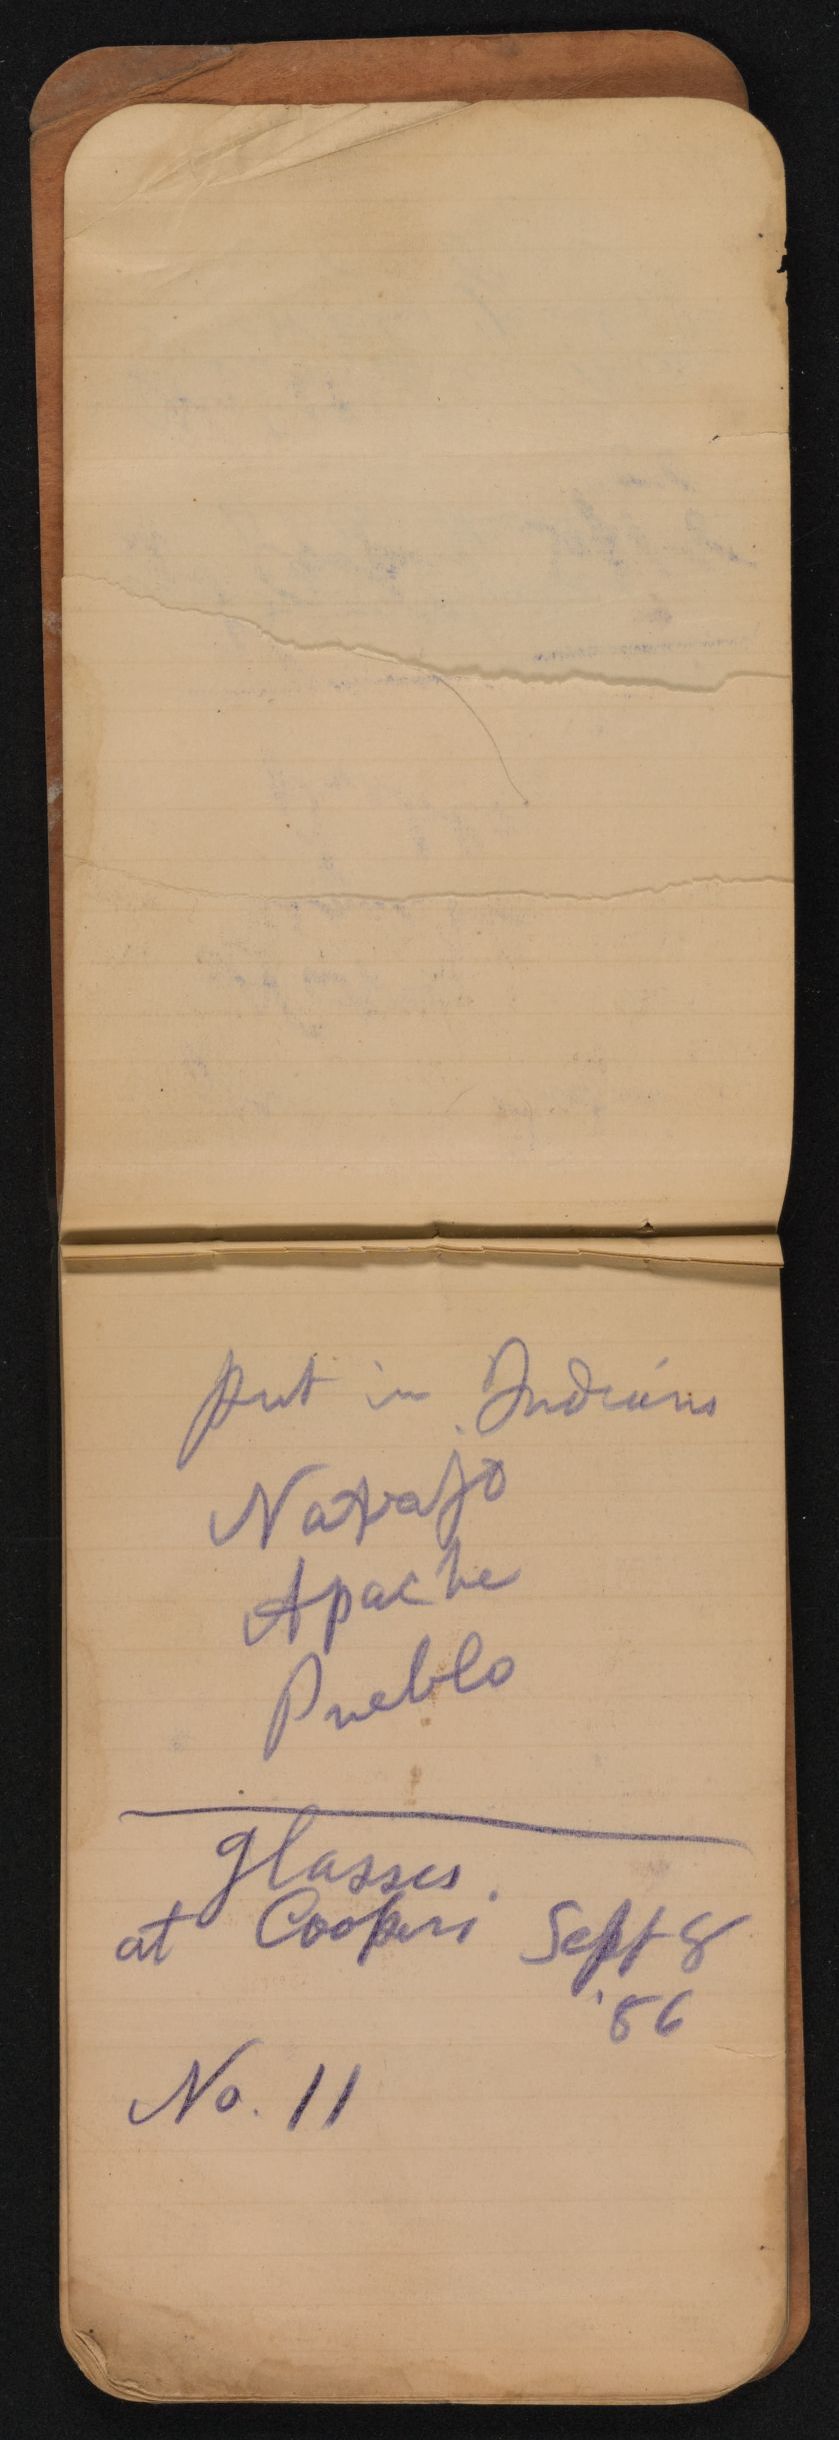 put in Indians
Navajo
Apache
Pueblo
glasses
at Coopers Sept 8
'86
No. 11